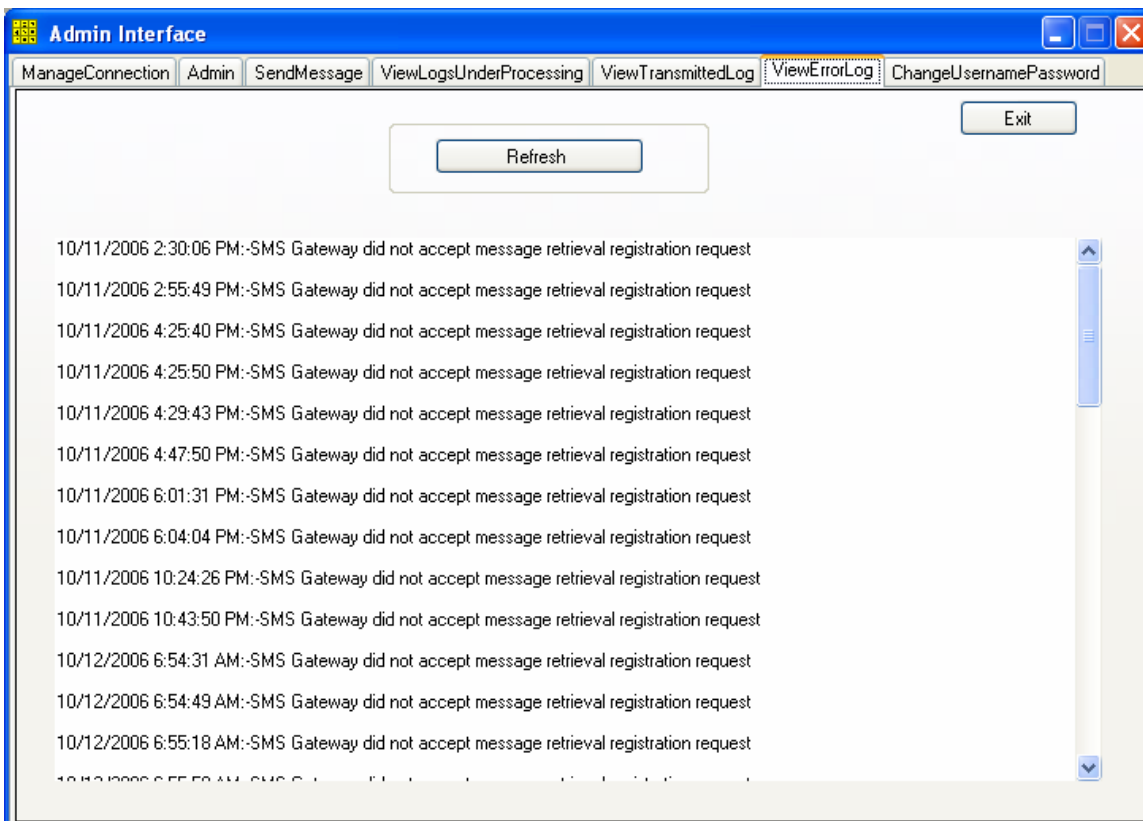 Admin Interface
ManageConnection Admin SendMessage ViewLogsUnderProcessing ViewTransmittedLog ViewErrorLog ChangeUsernamePassword
Exit
Refresh
10/11/2006 2:30:06 PM:-SMS Gateway did not accept message retrieval registration request
10/11/2006 2:55:49 PM:-SMS Gateway did not accept message retrieval registration request
10/11/2006 4:25:40 PM:-SMS Gateway did not accept message retrieval registration request
10/11/2006 4:25:50 PM:-SMS Gateway did not accept message retrieval registration request
10/11/2006 4:29:43 PM:-SMS Gateway did not accept message retrieval registration request
10/11/2006 4:47:50 PM:-SMS Gateway did not accept message retrieval registration request
10/11/2006 6:01:31 PM:-SMS Gateway did not accept message retrieval registration request
10/11/2006 6:04:04 PM:-SMS Gateway did not accept message retrieval registration request
10/11/2006 10:24:26 PM:-SMS Gateway did not accept message retrieval registration request
10/11/2006 10:43:50 PM:-SMS Gateway did not accept message retrieval registration request
10/12/2006 6:54:31 AM:-SMS Gateway did not accept message retrieval registration request
10/12/2006 6:54:49 AM:-SMS Gateway did not accept message retrieval registration request
10/12/2006 6:55:18 AM:-SMS Gateway did not accept message retrieval registration request